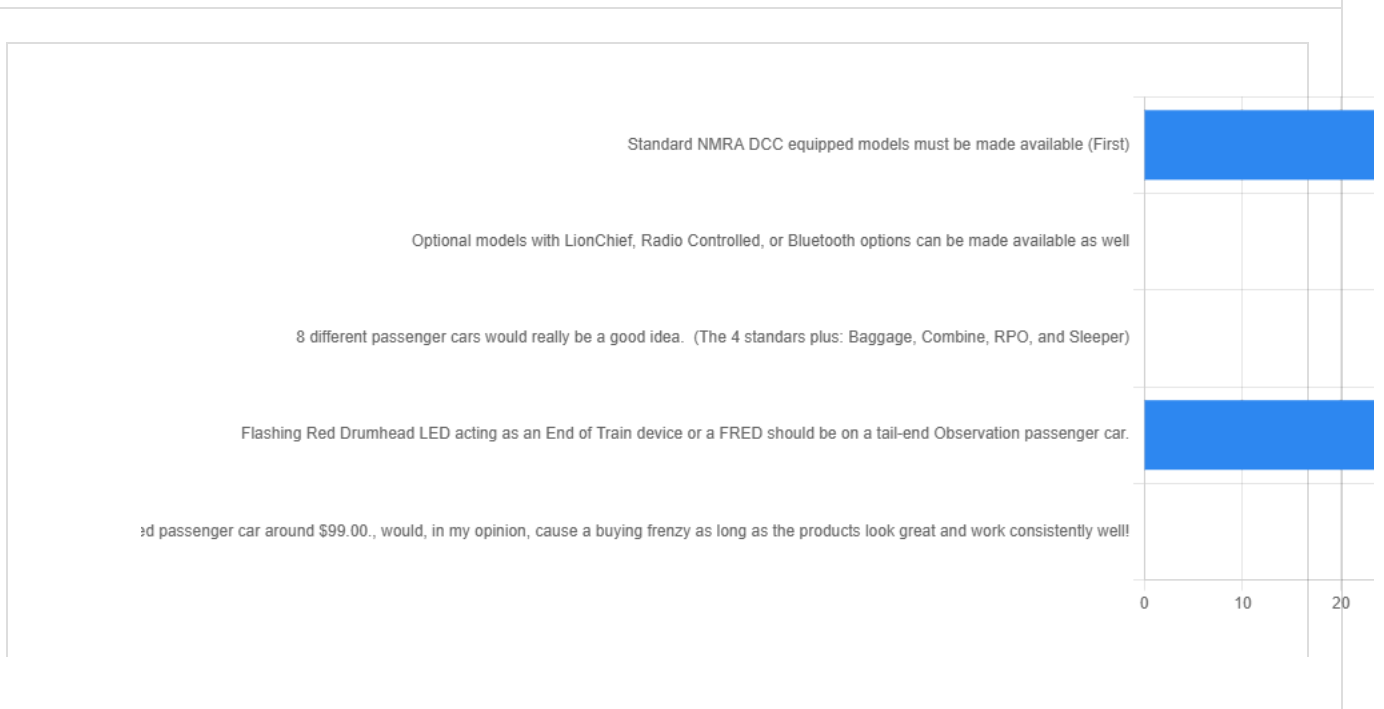 Standard NMRA DCC equipped models must be made available (First)
Optional models with LionChief, Radio Controlled, or Bluetooth options can be made available as well
8 different passenger cars would really be a good idea.  (The 4 standars plus: Baggage, Combine, RPO, and Sleeper)
Flashing Red Drumhead LED acting as an End of Train device or a FRED should be on a tail-end Observation passenger car.
passenger car around $99.00., would, in my opinion, cause a buying frenzy as long as the products look great and work consistently well!
0 10 20